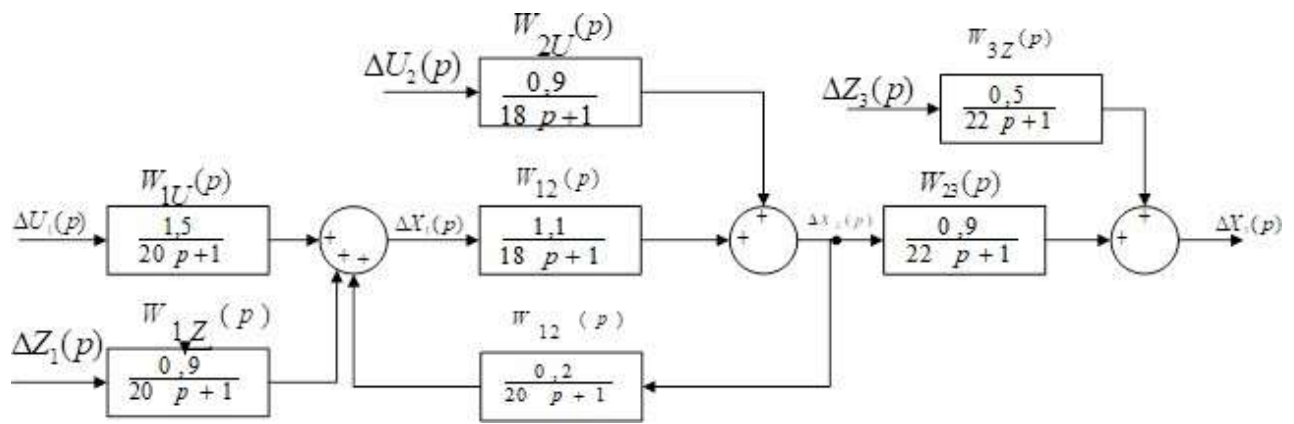 W2U(p)
W3Z(p)
ΔU2(p)
0,9
18 p+1
ΔZ3(p)
0,5
22 p+1
W1U(p)
W12(p)
W23(p)
ΔU1(p)
1,5
20 p+1
+
+ +
ΔX1(p)
1,1
18 p+1
+
+
ΔX2(p)
0,9
22 p+1
+
+
W1Z(p)
W12 (p)
ΔZ1(p)
0,9
20 p+1
0,2
20 p+1